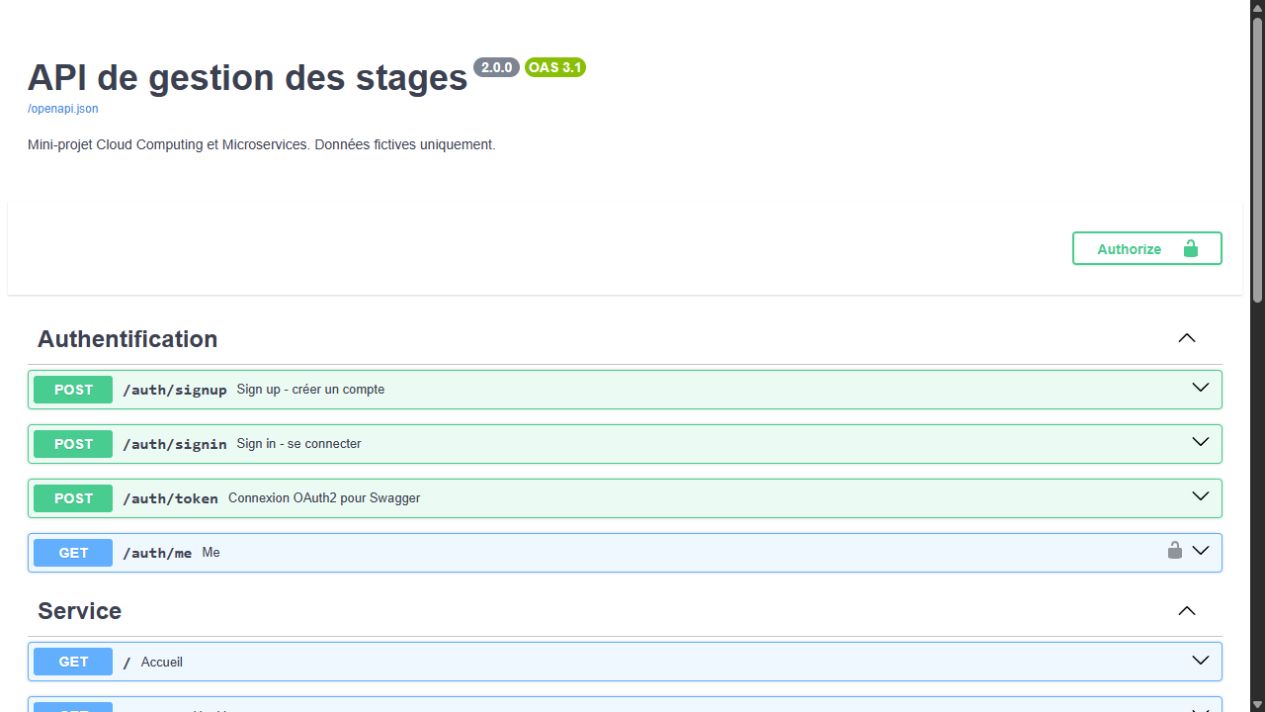 API de gestion des stages 2.0.0 OAS 3.1
/openapi.json
Mini-projet Cloud Computing et Microservices. Données fictives uniquement.
Authorize
Authentification
POST /auth/signup Sign up - créer un compte
POST /auth/signin Sign in - se connecter
POST /auth/token Connexion OAuth2 pour Swagger
GET /auth/me Me
Service
GET / Accueil
GET